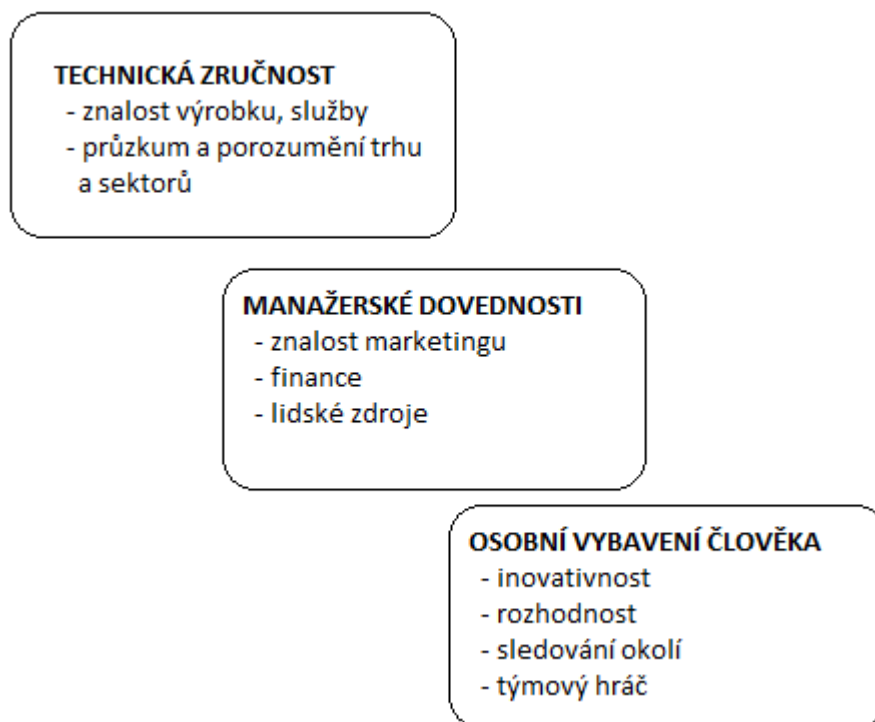 TECHNICKÁ ZRUČNOST
- znalost výrobku, služby
- průzkum a porozumění trhu
a sektorů
MANAŽERSKÉ DOVEDNOSTI
- znalost marketingu
- finance
- lidské zdroje
OSOBNÍ VYBAVENÍ ČLOVĚKA
- inovativnost
- rozhodnost
- sledování okolí
- týmový hráč